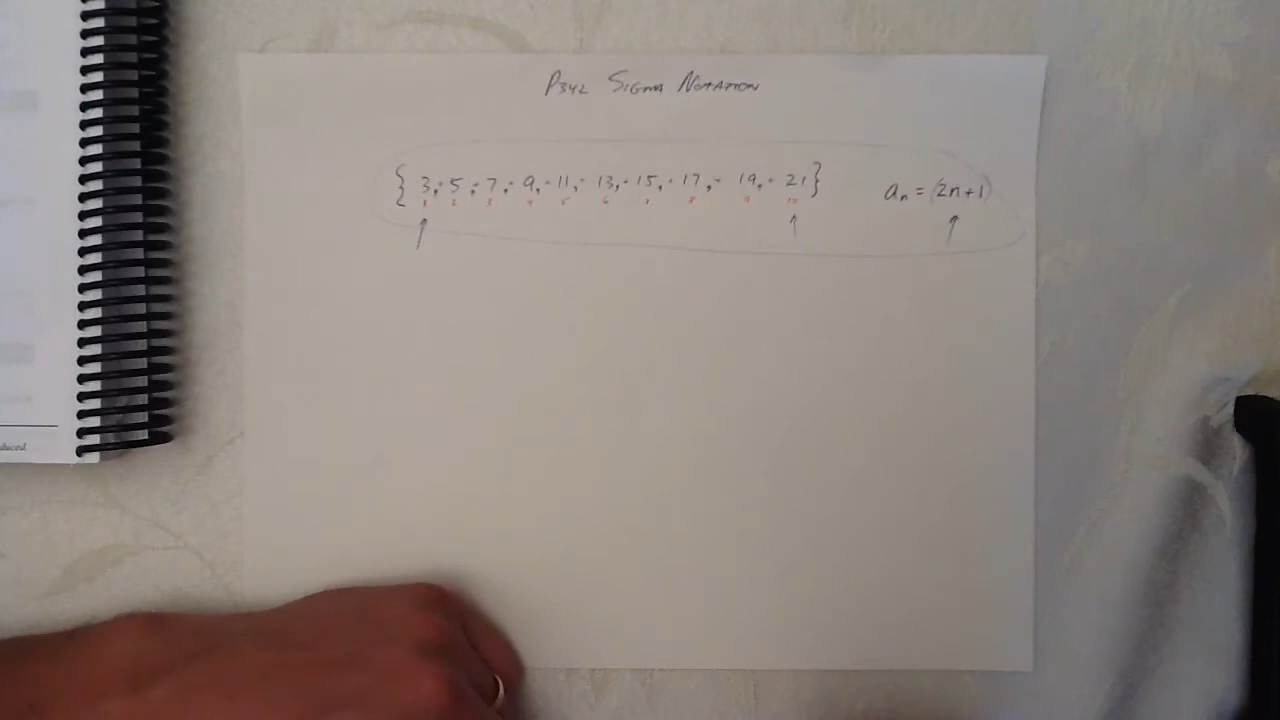 P342 SIGMA NOTATION
{ 3, 5, 7, 9, 11, 13, 15, 17, 19, 21 } aₙ = (2n+1)
1 2 3 4 5 6 7 8 9 10
duced.